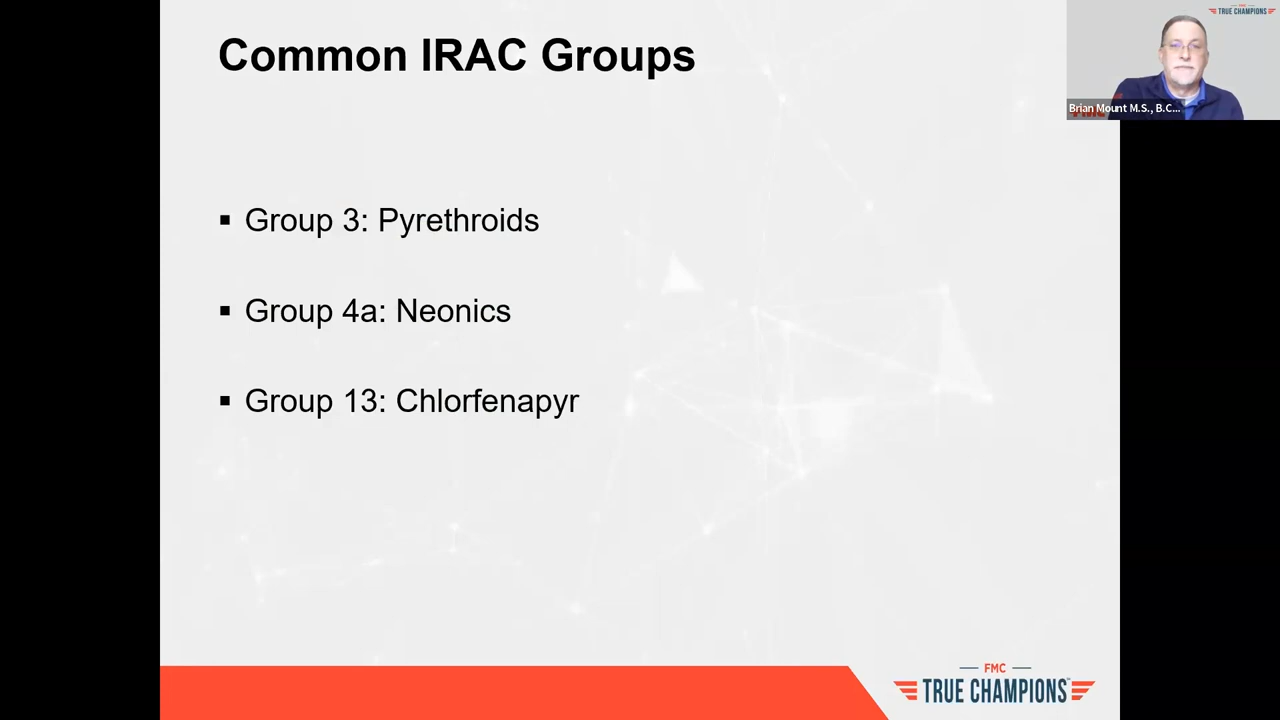 Common IRAC Groups
TRUE CHAMPIONS
Brian Mount M.S., B.C...
FMC
▪ Group 3: Pyrethroids
▪ Group 4a: Neonics
▪ Group 13: Chlorfenapyr
FMC
TRUE CHAMPIONS